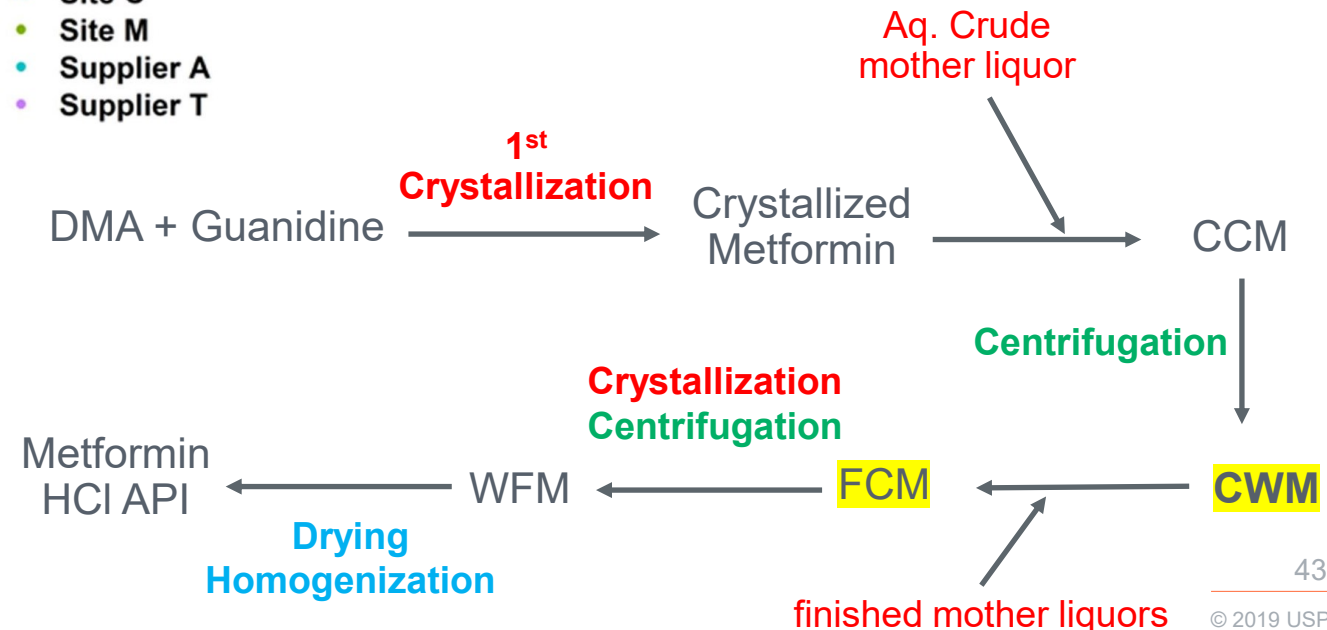 Site M
Supplier A
Supplier T
Aq. Crude
mother liquor
1st
Crystallization
DMA + Guanidine
Crystallized
Metformin
CCM
Centrifugation
Crystallization
Centrifugation
Metformin
HCl API
WFM
FCM
CWM
Drying
Homogenization
finished mother liquors
43
© 2019 USP